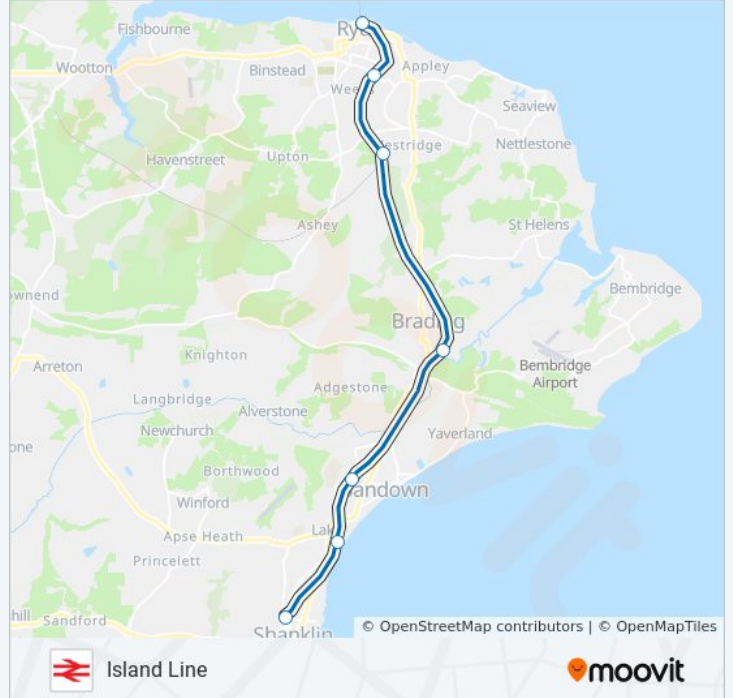 Fishbourne
Wootton
Binstead
Appley
Seaview
Nettlestone
Havenstreet
Upton
Ashey
St Helens
Bembridge
Knighton
Arreton
Bembridge
Airport
Adgestone
Langbridge
Alverstone
Newchurch
Yaverland
Borthwood
Winford
Apse Heath
Princelett
Sandford
Shanklin
© OpenStreetMap contributors | © OpenMapTiles
Island Line
moovit